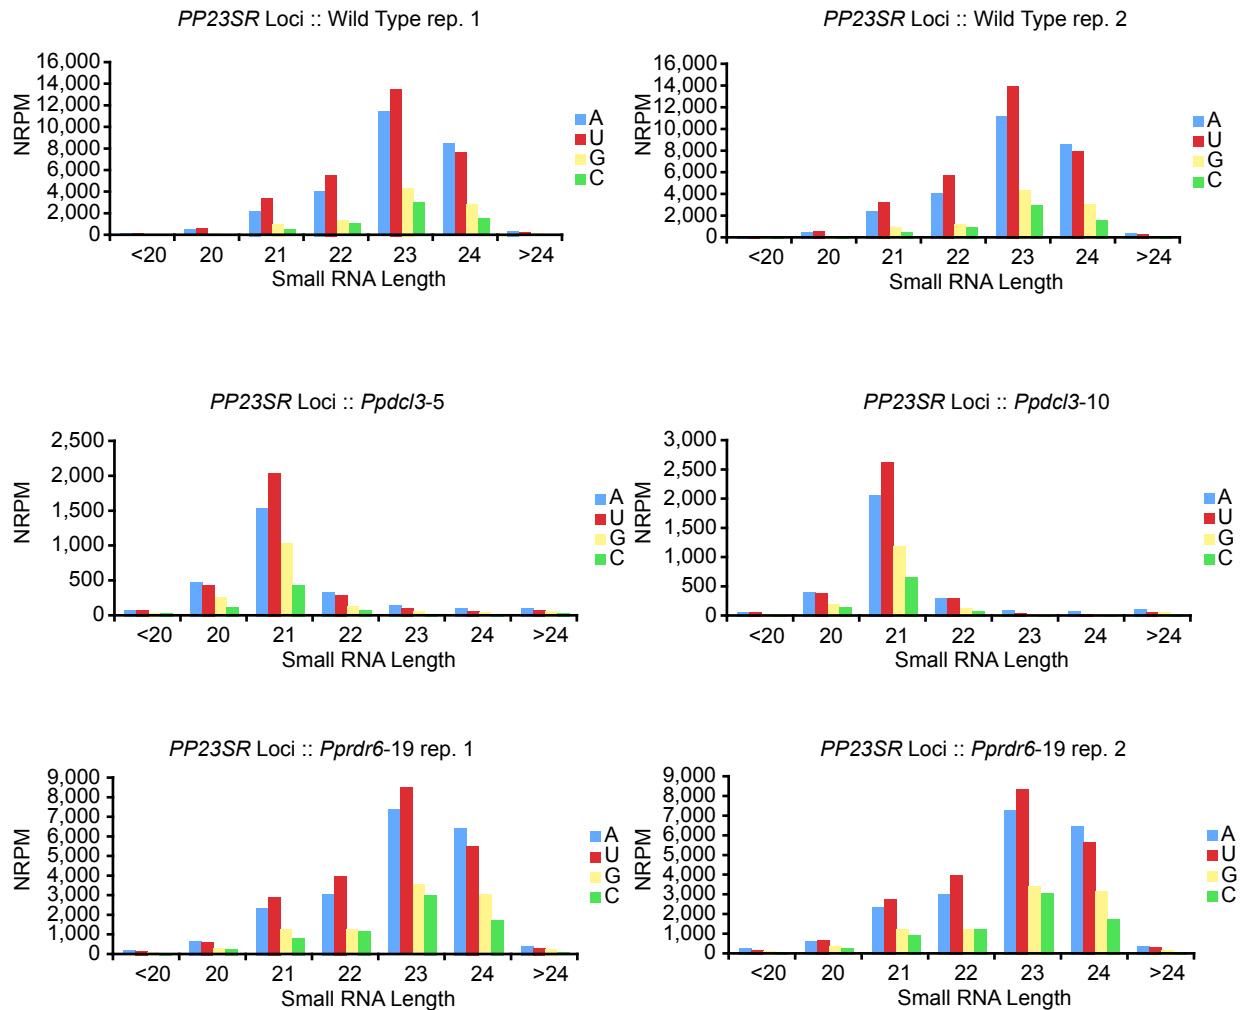 PP23SR Loci :: Wild Type rep. 1
16,000
14,000
12,000
10,000
8,000
6,000
4,000
2,000
0
NRPM
<20 20 21 22 23 24 >24
Small RNA Length
A
U
G
C
PP23SR Loci :: Wild Type rep. 2
16,000
14,000
12,000
10,000
8,000
6,000
4,000
2,000
0
NRPM
<20 20 21 22 23 24 >24
Small RNA Length
A
U
G
C
PP23SR Loci :: Ppdcl3-5
2,500
2,000
1,500
1,000
500
0
NRPM
<20 20 21 22 23 24 >24
Small RNA Length
A
U
G
C
PP23SR Loci :: Ppdcl3-10
3,000
2,500
2,000
1,500
1,000
500
0
NRPM
<20 20 21 22 23 24 >24
Small RNA Length
A
U
G
C
PP23SR Loci :: Pprdr6-19 rep. 1
9,000
8,000
7,000
6,000
5,000
4,000
3,000
2,000
1,000
0
NRPM
<20 20 21 22 23 24 >24
Small RNA Length
A
U
G
C
PP23SR Loci :: Pprdr6-19 rep. 2
9,000
8,000
7,000
6,000
5,000
4,000
3,000
2,000
1,000
0
NRPM
<20 20 21 22 23 24 >24
Small RNA Length
A
U
G
C